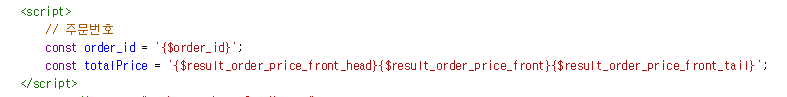 <script>
// 주문번호
const order_id = '{$order_id}';
const totalPrice = '{$result_order_price_front_head}{$result_order_price_front}{$result_order_price_front_tail}';
</script>